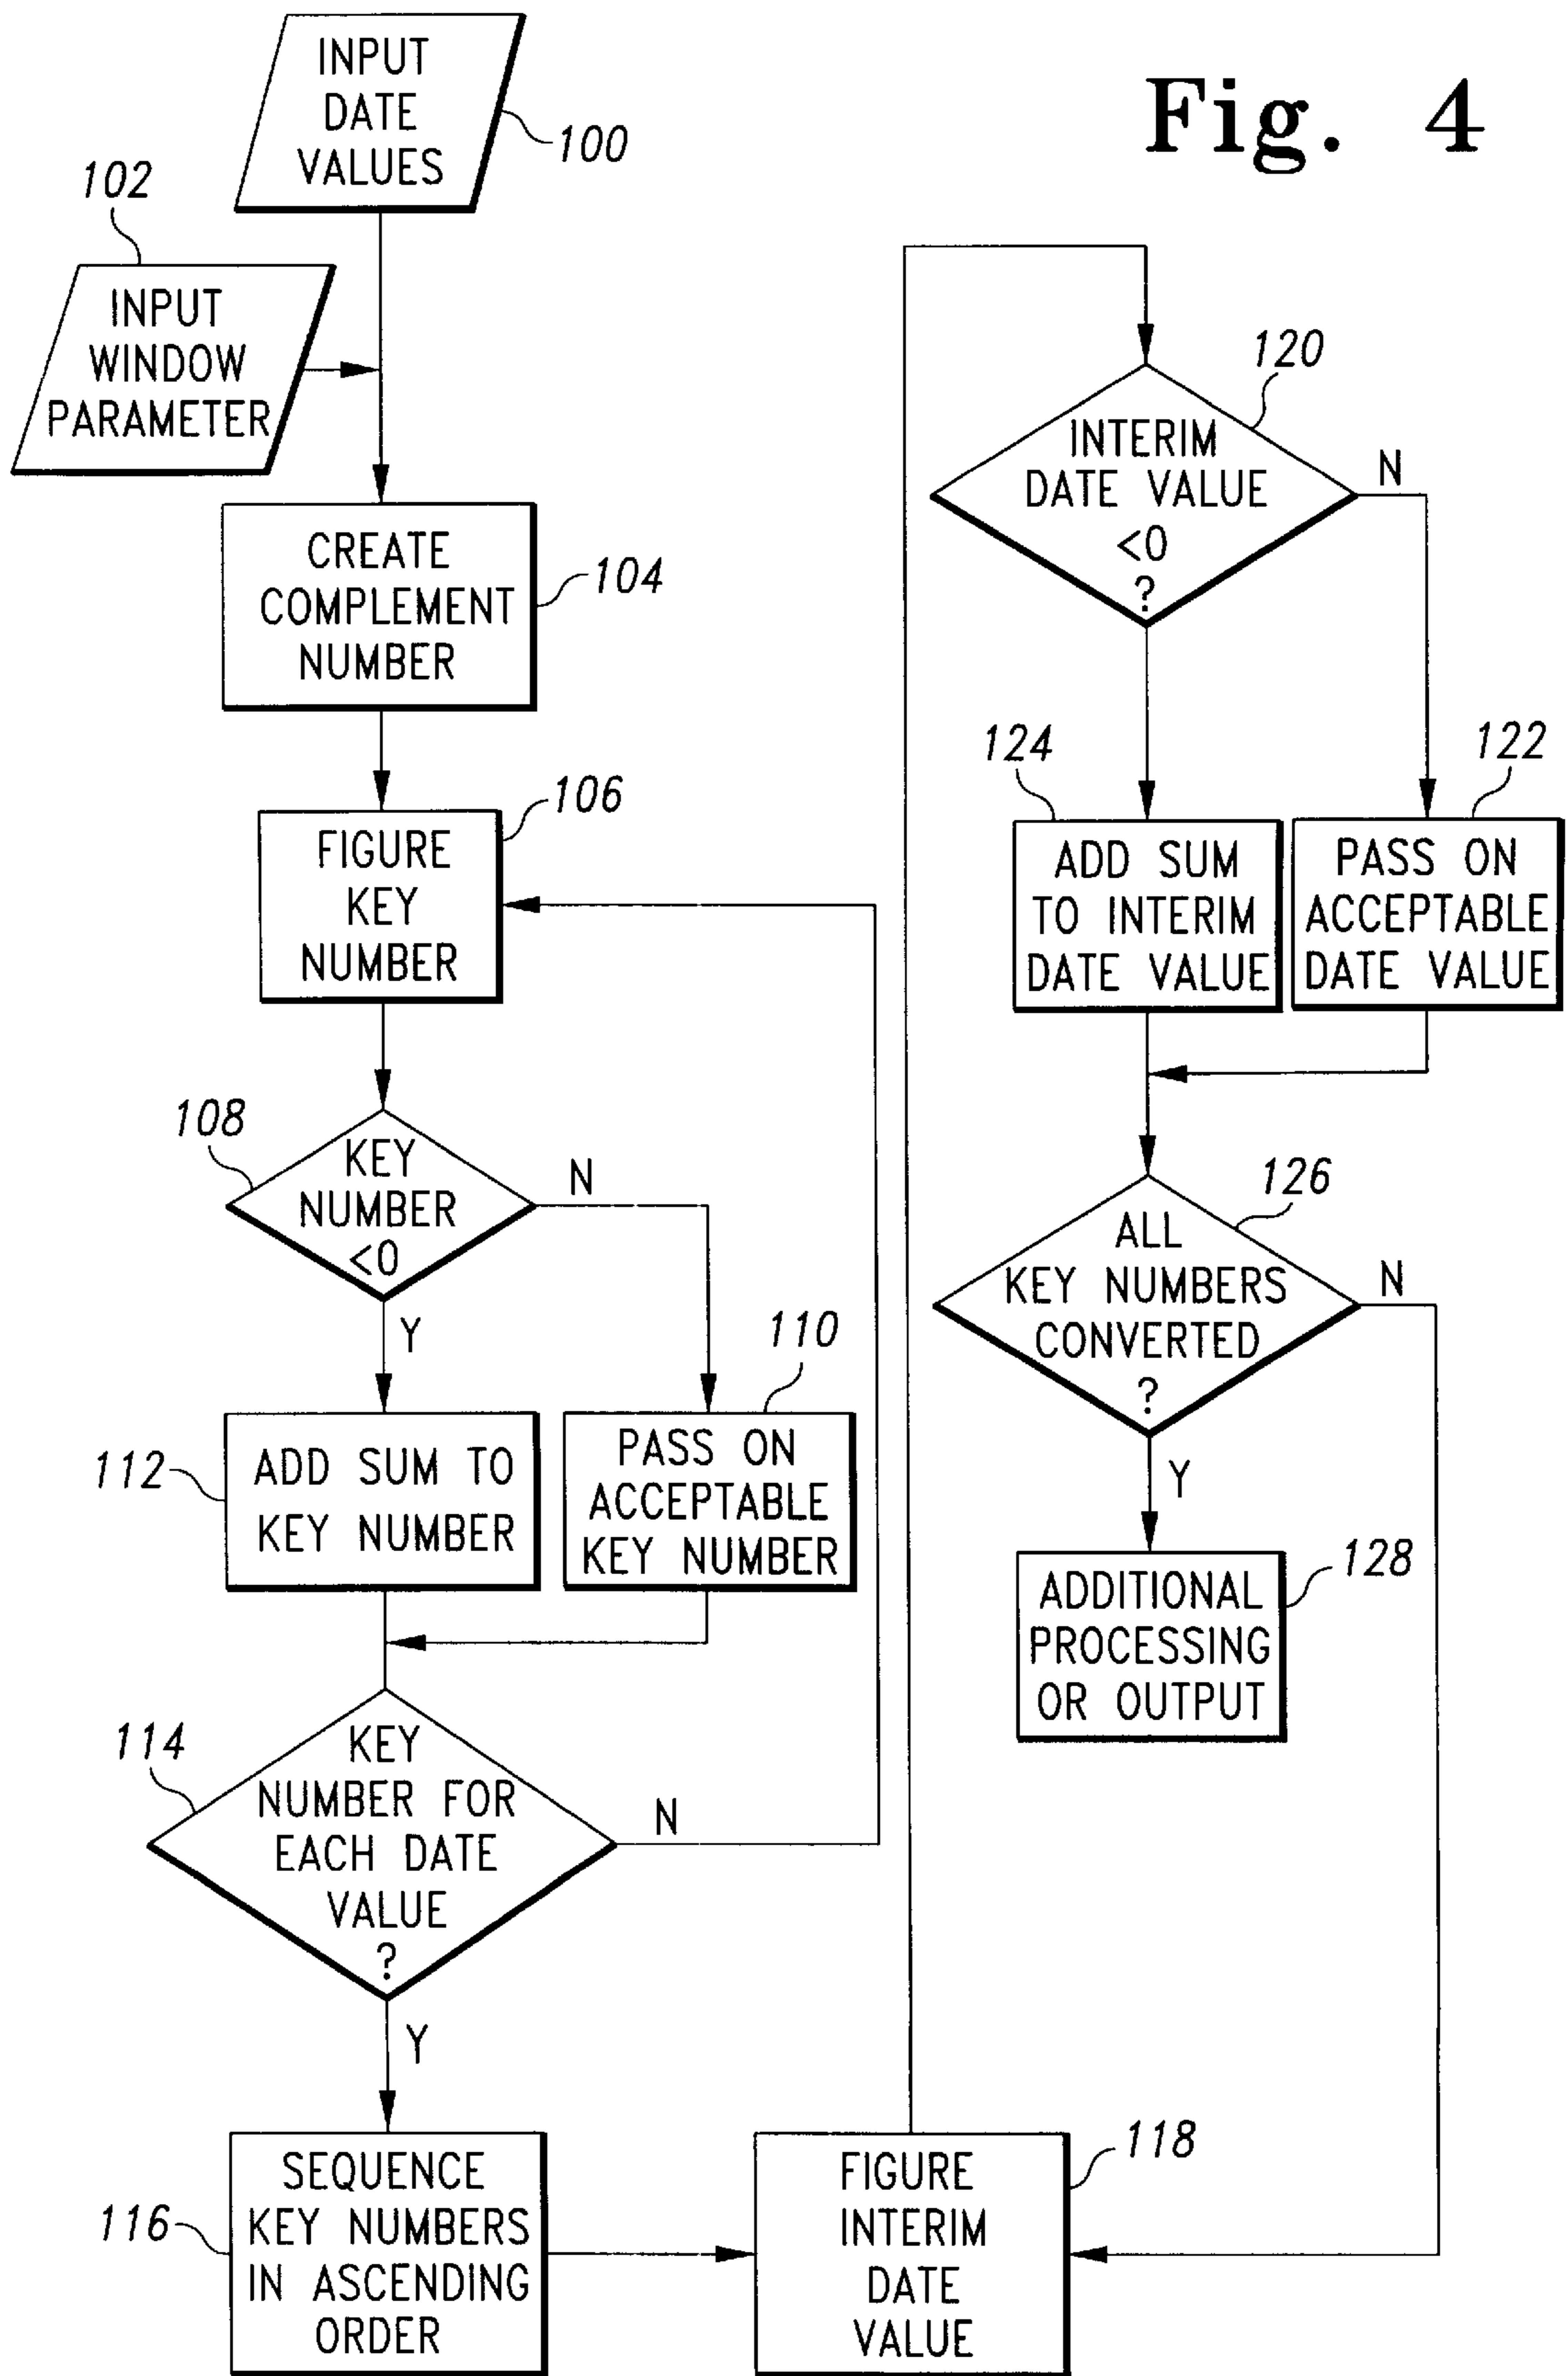 Fig. 4
INPUT
DATE
VALUES
100
102
INPUT
WINDOW
PARAMETER
CREATE
COMPLEMENT
NUMBER
104
106
FIGURE
KEY
NUMBER
108
KEY
NUMBER
<0
N
Y
110
112
ADD SUM TO
KEY NUMBER
PASS ON
ACCEPTABLE
KEY NUMBER
114
KEY
NUMBER FOR
EACH DATE
VALUE
?
N
Y
116
SEQUENCE
KEY NUMBERS
IN ASCENDING
ORDER
118
FIGURE
INTERIM
DATE
VALUE
120
INTERIM
DATE VALUE
<0
?
N
124
ADD SUM
TO INTERIM
DATE VALUE
122
PASS ON
ACCEPTABLE
DATE VALUE
126
ALL
KEY NUMBERS
CONVERTED
?
N
Y
128
ADDITIONAL
PROCESSING
OR OUTPUT